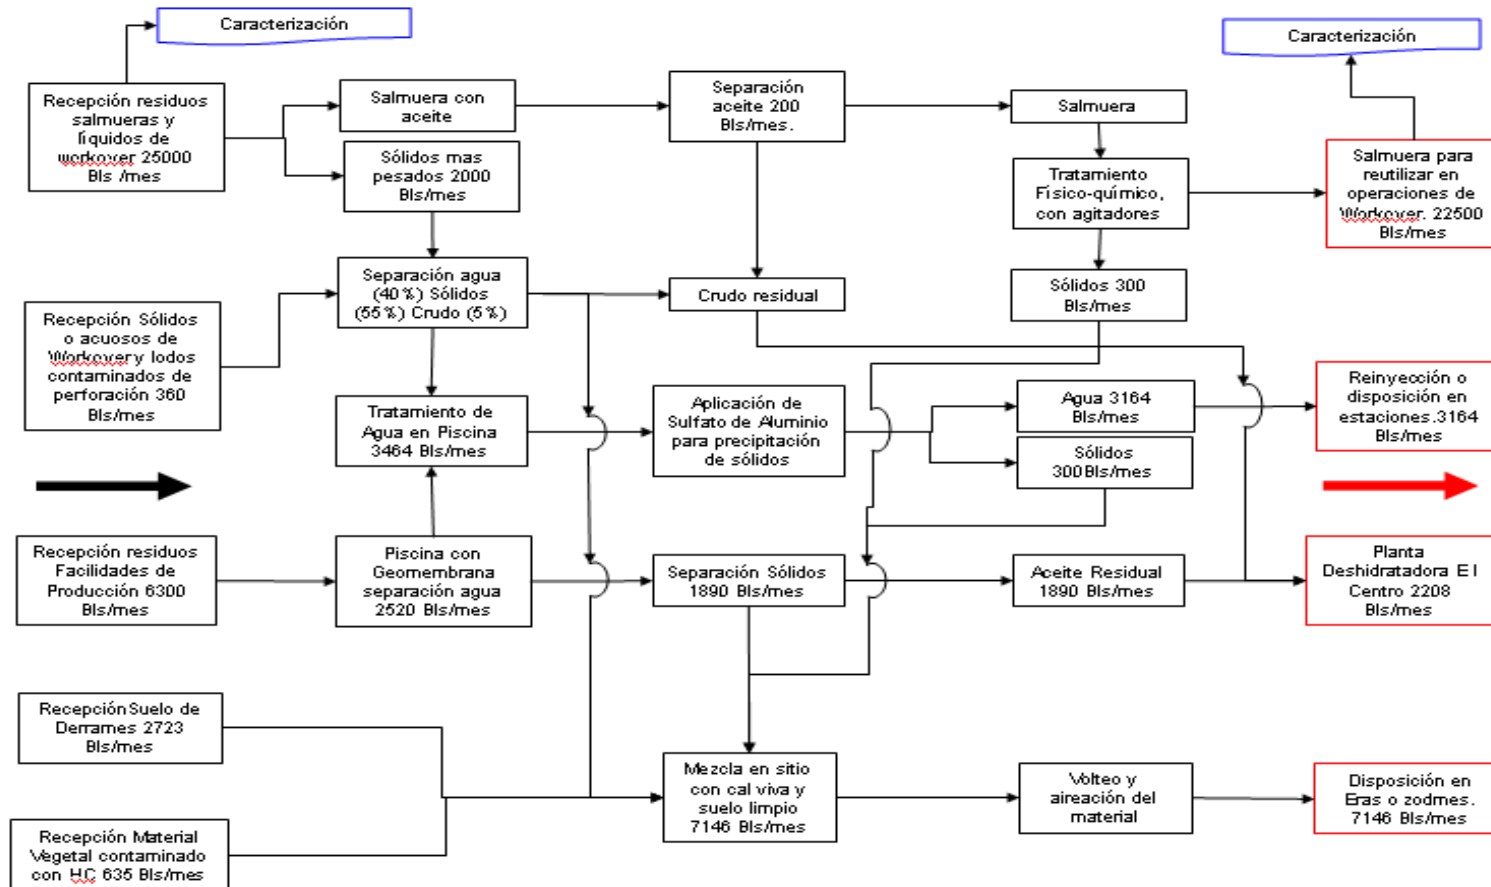 Caracterización
Caracterización
Recepción residuos
salmueras y
líquidos de
workover 25000
Bls /mes
Salmuera con
aceite
Separación
aceite 200
Bls/mes.
Salmuera
Sólidos mas
pesados 2000
Bls/mes
Tratamiento
Físico-químico,
con agitadores
Salmuera para
reutilizar en
operaciones de
Workover. 22500
Bls/mes
Separación agua
(40%) Sólidos
(55%) Crudo (5%)
Crudo residual
Sólidos 300
Bls/mes
Recepción Sólidos
o acuosos de
Workover y lodos
contaminados de
perforación 360
Bls/mes
Tratamiento de
Agua en Piscina
3464 Bls/mes
Aplicación de
Sulfato de Aluminio
para precipitación
de sólidos
Agua 3164
Bls/mes
Reinyección o
disposición en
estaciones.3164
Bls/mes
Sólidos
300Bls/mes
Recepción residuos
Facilidades de
Producción 6300
Bls/mes
Piscina con
Geomembrana
separación agua
2520 Bls/mes
Separación Sólidos
1890 Bls/mes
Aceite Residual
1890 Bls/mes
Planta
Deshidratadora El
Centro 2208
Bls/mes
Recepción Suelo de
Derrames 2723
Bls/mes
Mezcla en sitio
con cal viva y
suelo limpio
7146 Bls/mes
Volteo y
aireación del
material
Disposición en
Eras o zodmes.
7146 Bls/mes
Recepción Material
Vegetal contaminado
con HC 635 Bls/mes